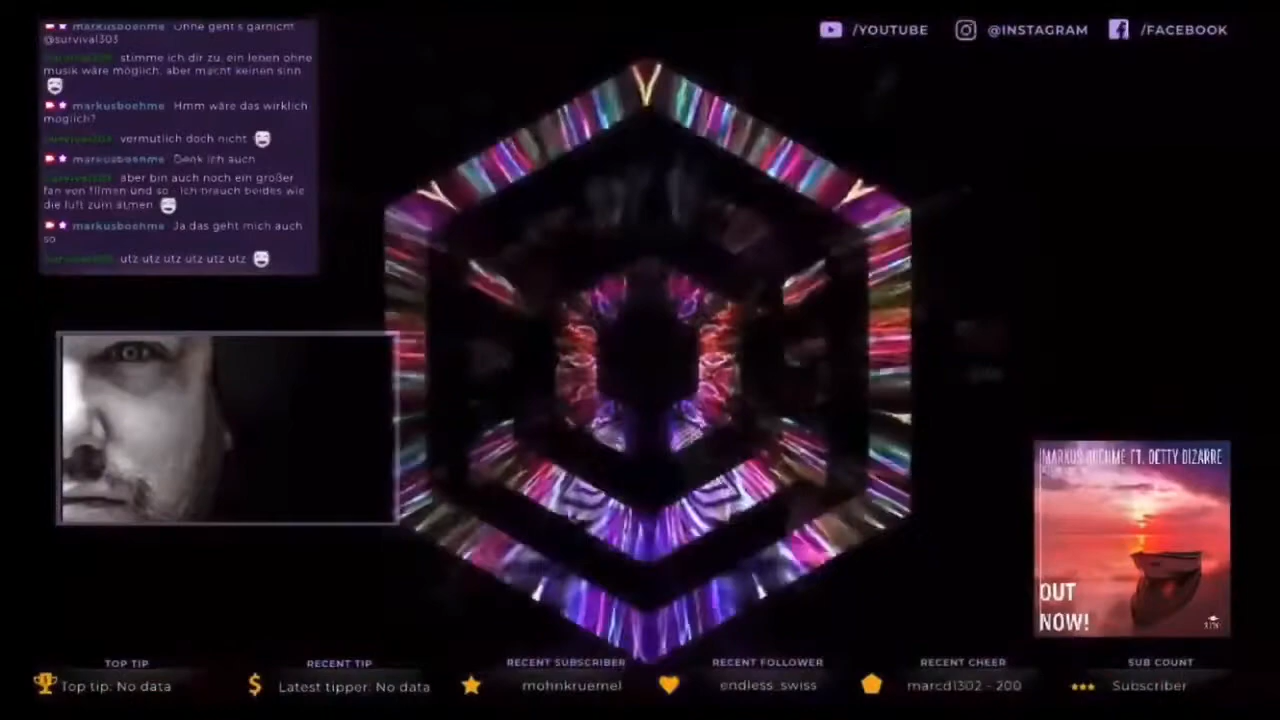 markusboehme Ohne geht's garnicht
@survival303
stimme ich dir zu, ein leben ohne
musik wäre möglich, aber macht keinen sinn
markusboehme Hmm wäre das wirklich
möglich?
survival303 vermutlich doch nicht
markusboehme Denk ich auch
survival303 aber bin auch noch ein großer
fan von filmen und so - ich brauch beides wie
die luft zum atmen
markusboehme Ja das geht mich auch
so
survival303 utz utz utz utz utz utz
/YOUTUBE
@INSTAGRAM
/FACEBOOK
MARKUS BOEHME FT. DETTY DIZARRE
OUT
NOW!
TOP TIP
Top tip: No data
RECENT TIP
Latest tipper: No data
RECENT SUBSCRIBER
mohnkruemel
RECENT FOLLOWER
endless_swiss
RECENT CHEER
marcd1302 - 200
SUB COUNT
Subscriber